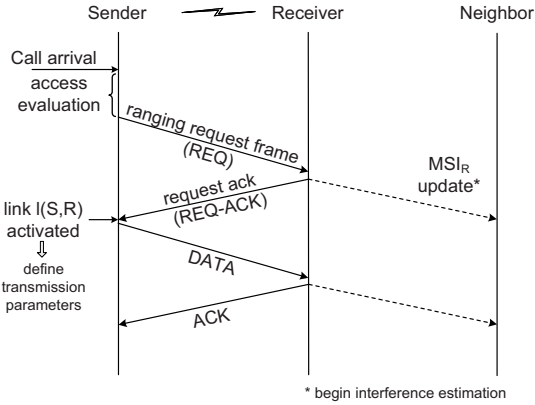 Sender
Receiver
Neighbor
Call arrival
access
evaluation
ranging request frame
(REQ)
MSI_R
update*
request ack
(REQ-ACK)
link l(S,R)
activated
define
transmission
parameters
DATA
ACK
* begin interference estimation